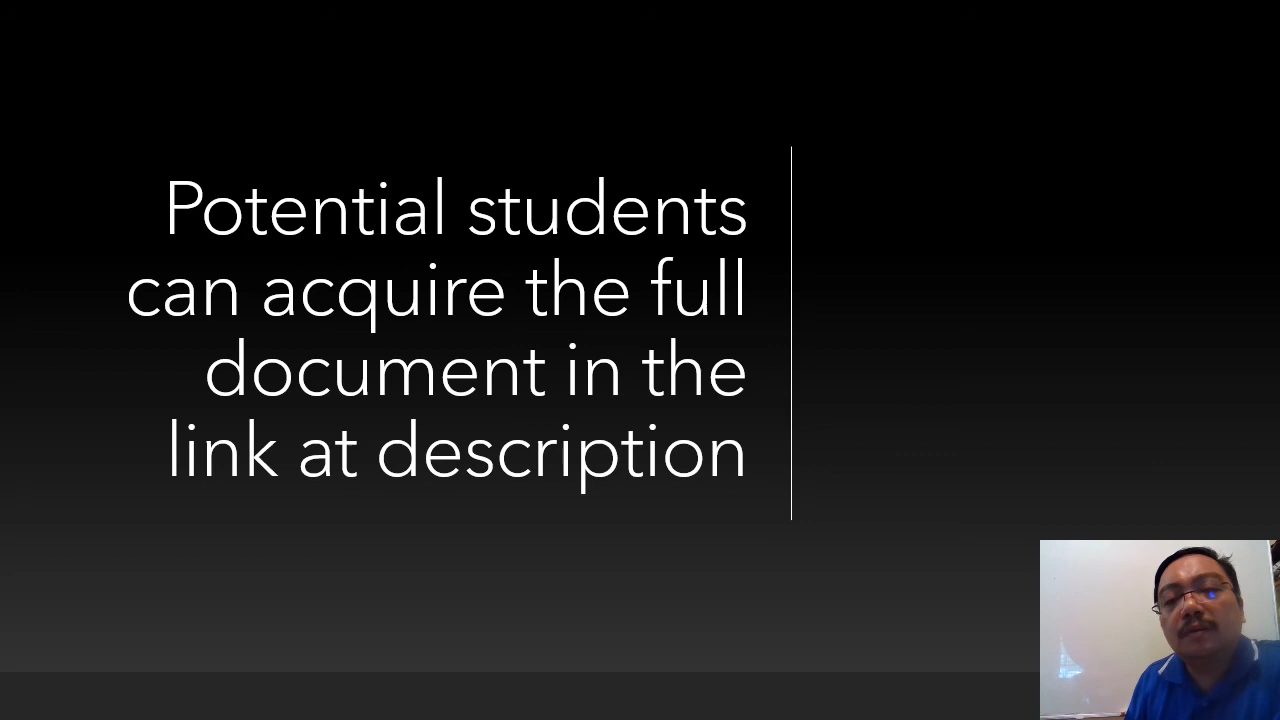 Potential students
can acquire the full
document in the
link at description